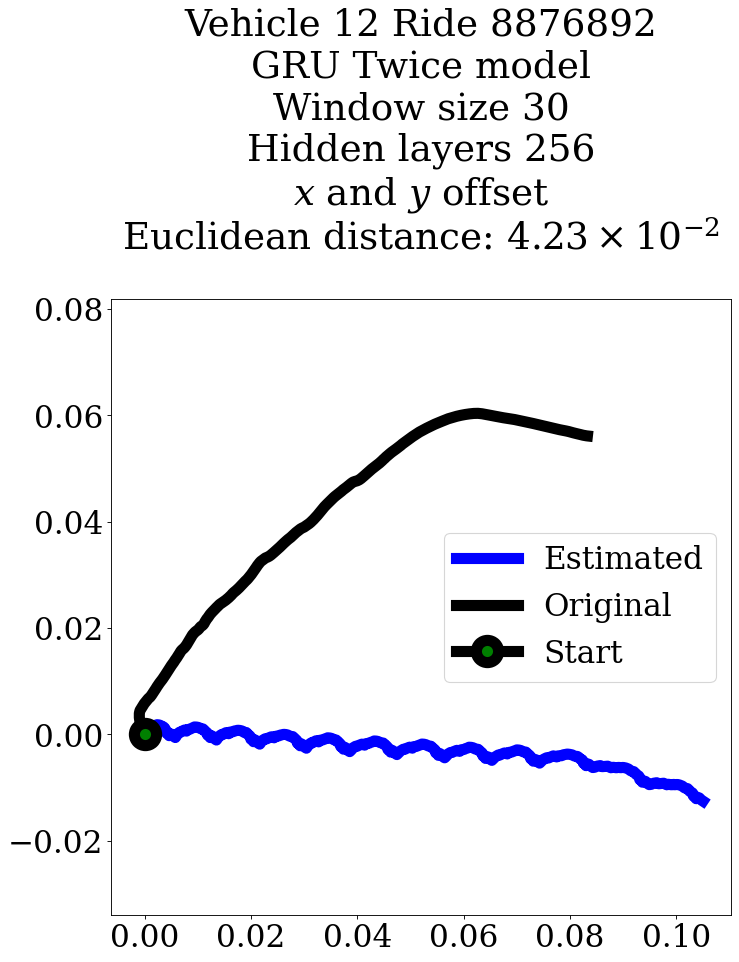 Vehicle 12 Ride 8876892
GRU Twice model
Window size 30
Hidden layers 256
x and y offset
Euclidean distance: 4.23 × 10⁻²
0.08
0.06
0.04
0.02
0.00
−0.02
Estimated
Original
Start
0.00 0.02 0.04 0.06 0.08 0.10